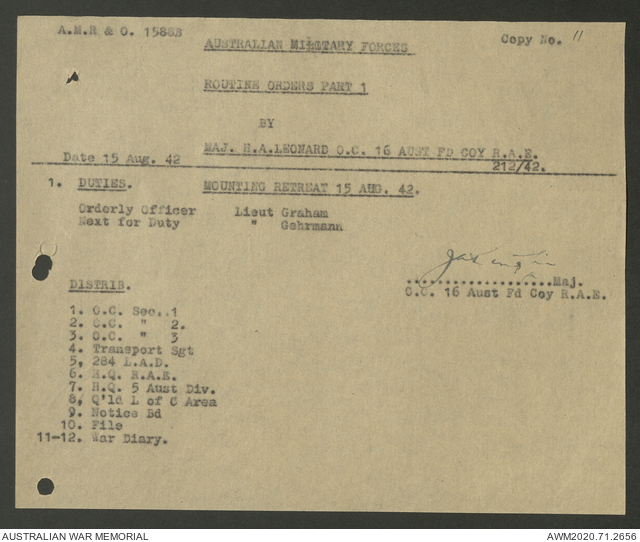 A.M.R & O. 1588B
Copy No. 11
AUSTRALIAN MILITARY FORCES
ROUTINE ORDERS PART 1
BY
MAJ. H.A.LEONARD O.C. 16 AUST FD COY R.A.E.
Date 15 Aug. 42
212/42.
1. DUTIES. MOUNTING RETREAT 15 AUG. 42.
Orderly Officer Lieut Graham
Next for Duty " Gehrmann
....................Maj.
O.C. 16 Aust Fd Coy R.A.E.
DISTRIB.
1. O.C. Sec..1
2. O.C. " 2.
3. O.C. " 3
4. Transport Sgt
5, 284 L.A.D.
6. H.Q. R.A.E.
7. H.Q. 5 Aust Div.
8, Q'ld L of C Area
9. Notice Bd
10. File
11-12. War Diary.
AUSTRALIAN WAR MEMORIAL
AWM2020.71.2656